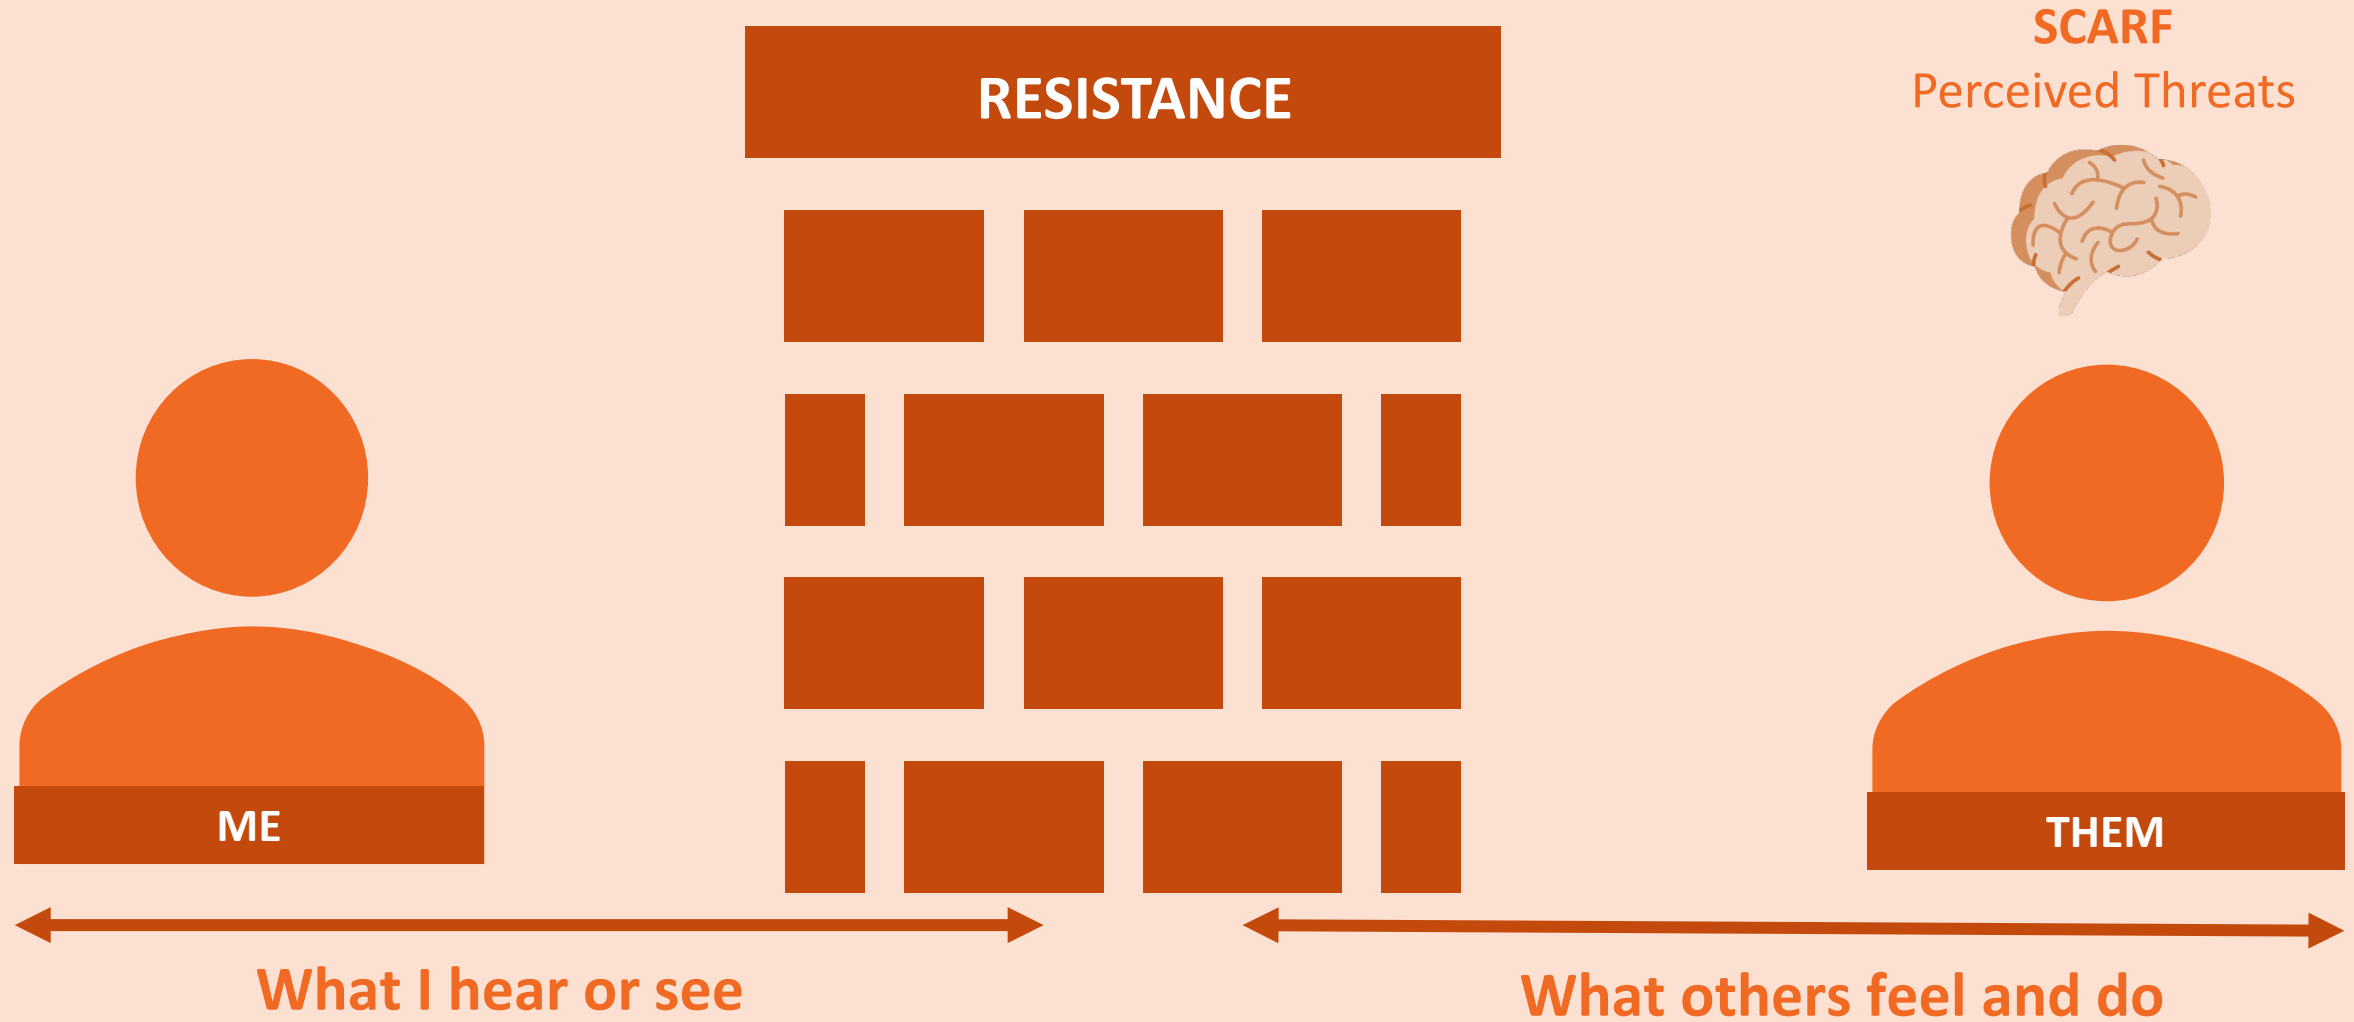 RESISTANCE
SCARF
Perceived Threats
ME
THEM
What I hear or see
What others feel and do